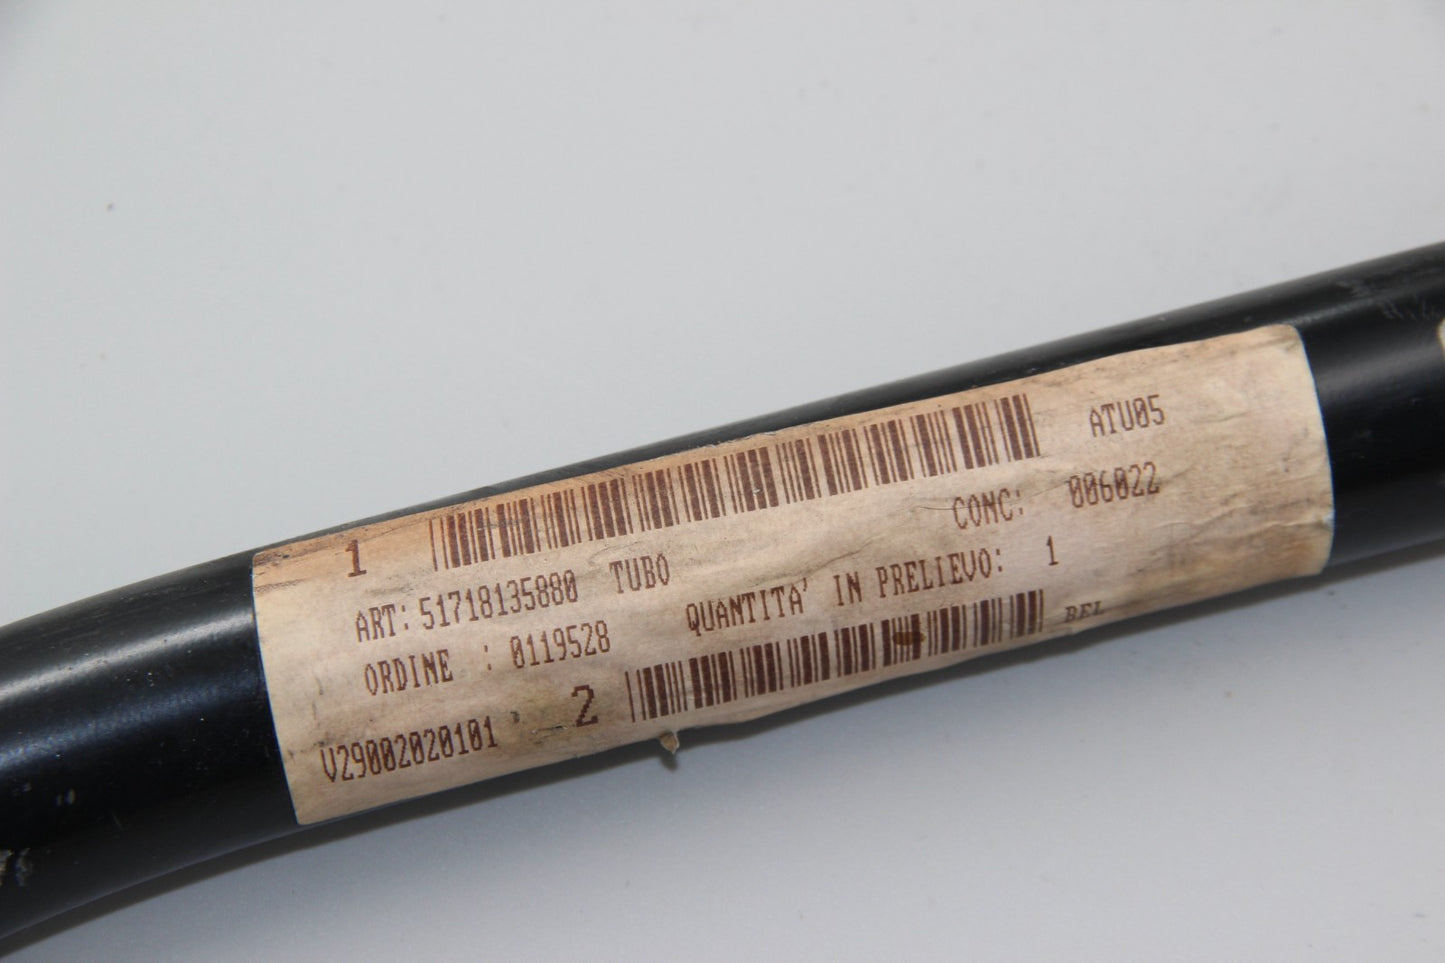 ATU05
1
CONC: 006022
ART: 51718135880 TUBO
QUANTITA' IN PRELIEVO: 1
ORDINE : 0119528
BEL
2
V29002020101